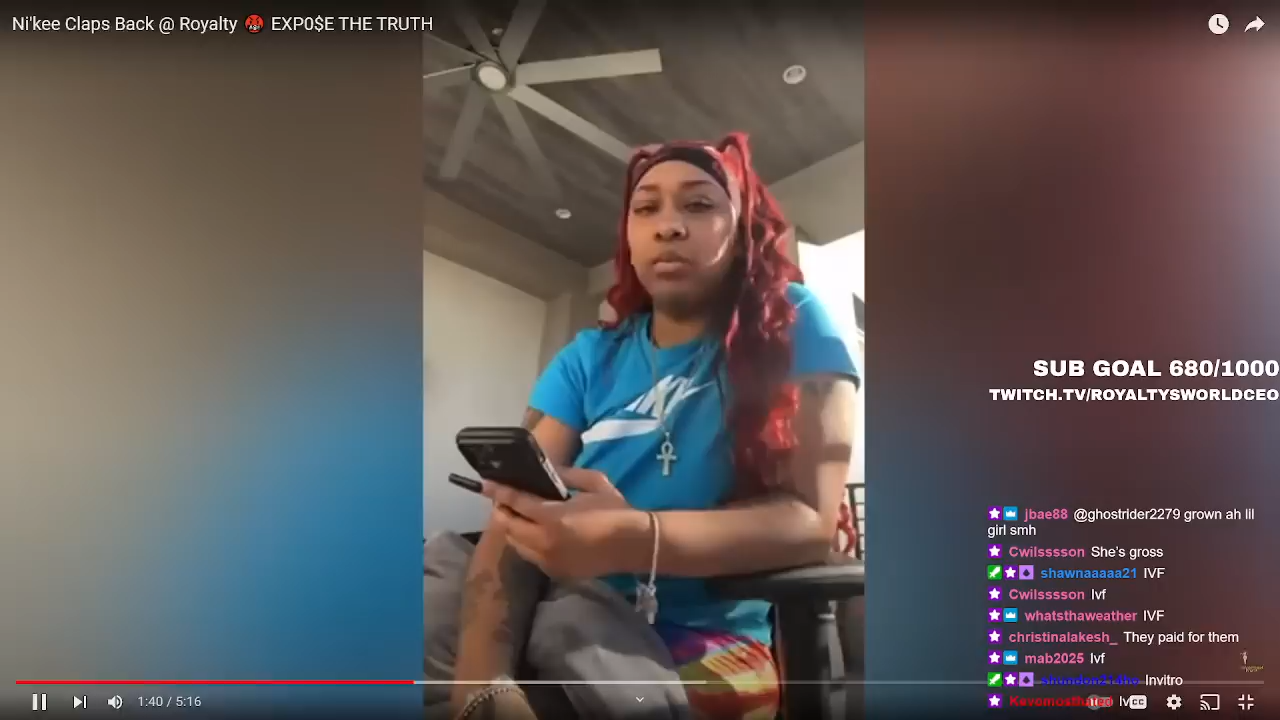 Ni'kee Claps Back @ Royalty 🤬 EXP0$E THE TRUTH
SUB GOAL 680/1000
TWITCH.TV/ROYALTYSWORLDCEO
jbae88 @ghostrider2279 grown ah lil
girl smh
Cwilsssson She's gross
shawnaaaaa21 IVF
Cwilsssson Ivf
whatsthaweather IVF
christinalakesh_ They paid for them
mab2025 Ivf
Invitro
1:40 / 5:16
CC